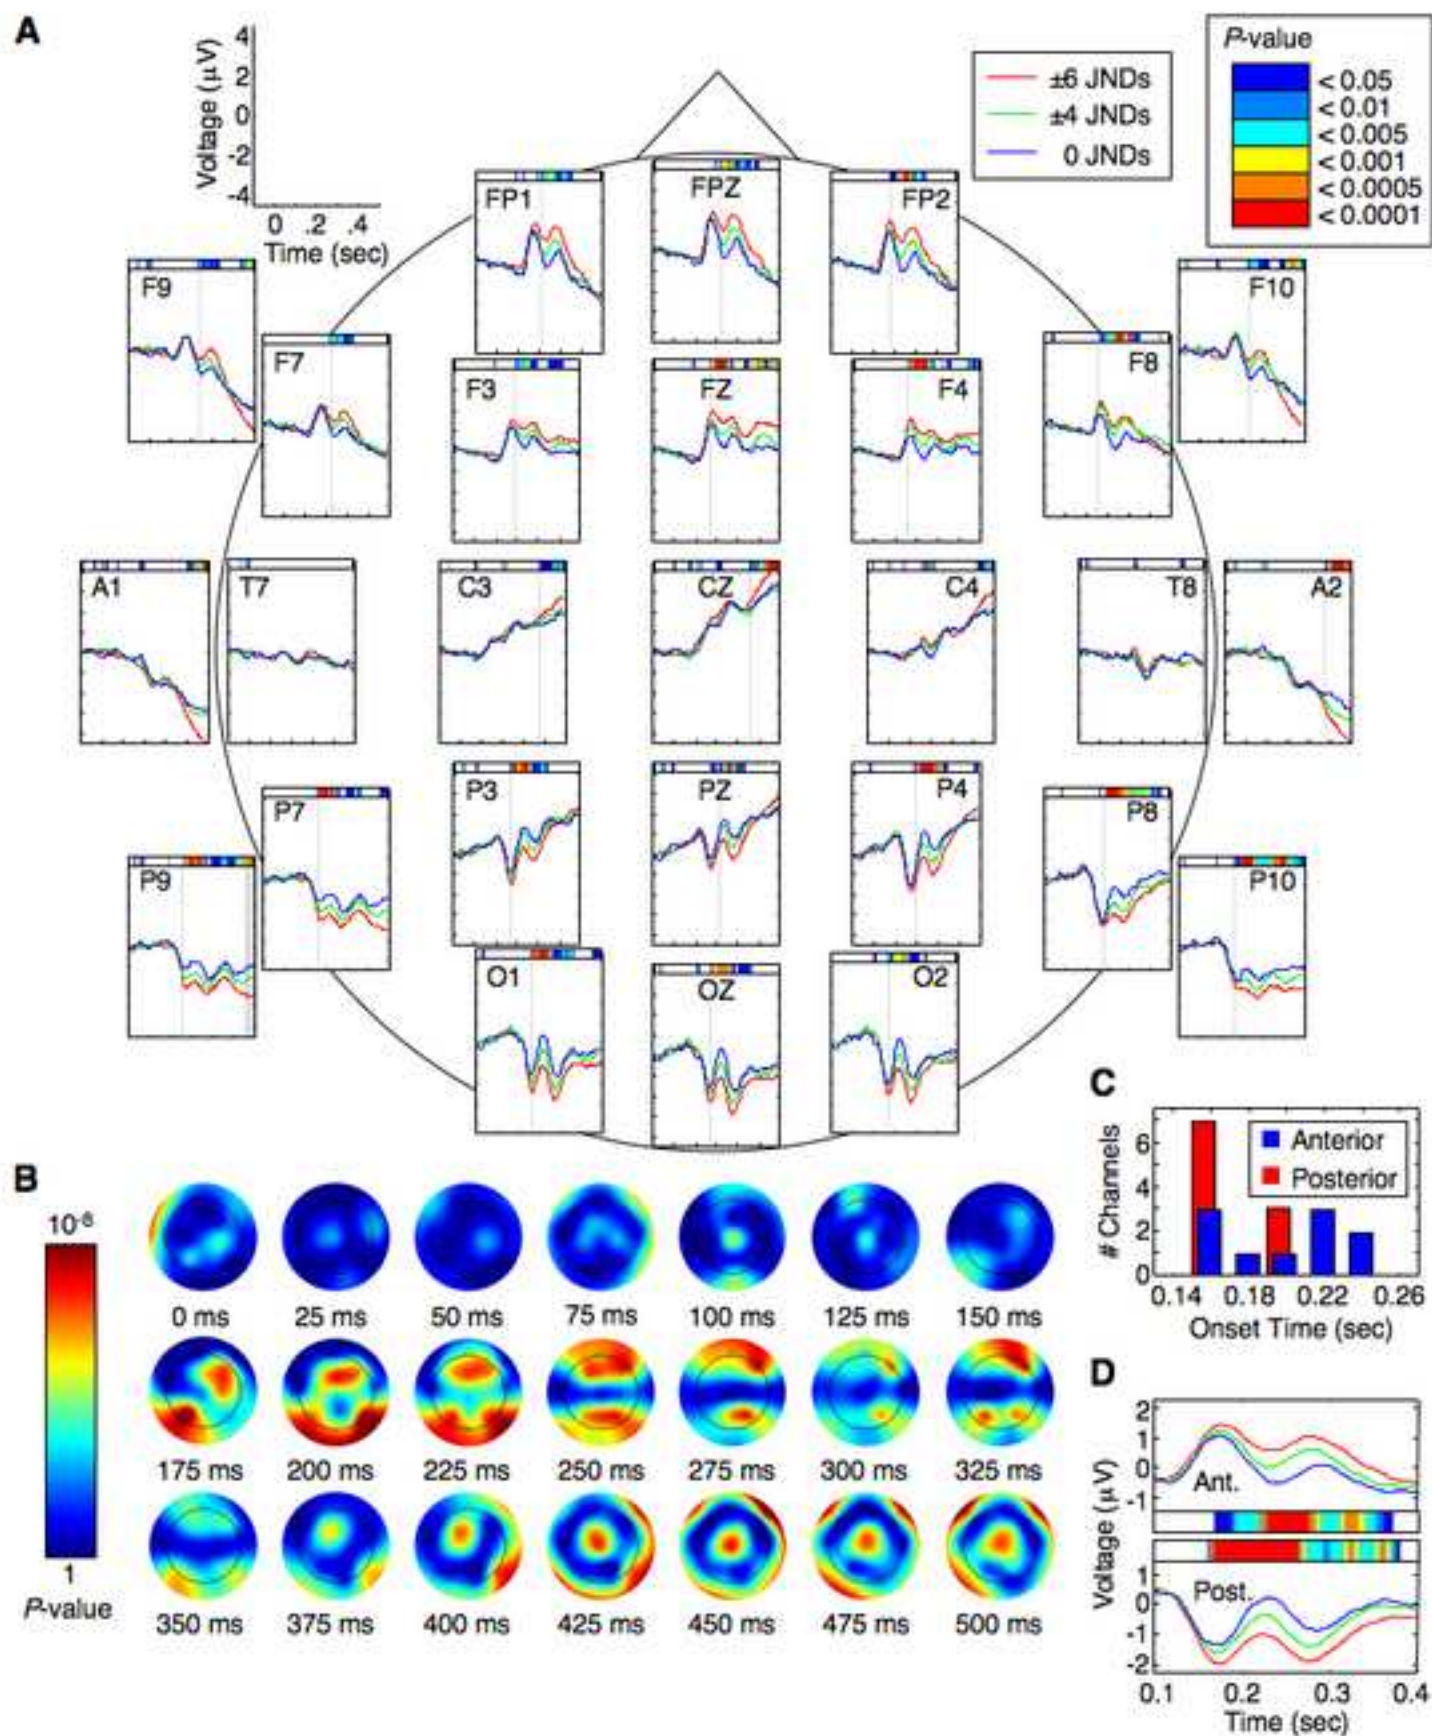 A
4
2
0
-2
-4
Voltage (µV)
0 .2 .4
Time (sec)
±6 JNDs
±4 JNDs
0 JNDs
P-value
< 0.05
< 0.01
< 0.005
< 0.001
< 0.0005
< 0.0001
FP1 FPZ FP2
F9 F10
F7 F3 FZ F4 F8
A1 T7 C3 CZ C4 T8 A2
P7 P3 PZ P4 P8
P9 P10
O1 OZ O2
B
10-8
1
P-value
0 ms 25 ms 50 ms 75 ms 100 ms 125 ms 150 ms
175 ms 200 ms 225 ms 250 ms 275 ms 300 ms 325 ms
350 ms 375 ms 400 ms 425 ms 450 ms 475 ms 500 ms
C
# Channels
6
4
2
0
Anterior
Posterior
0.14 0.18 0.22 0.26
Onset Time (sec)
D
Voltage (µV)
2
1
0
-1
Ant.
1
0
-1
-2
Post.
0.1 0.2 0.3 0.4
Time (sec)